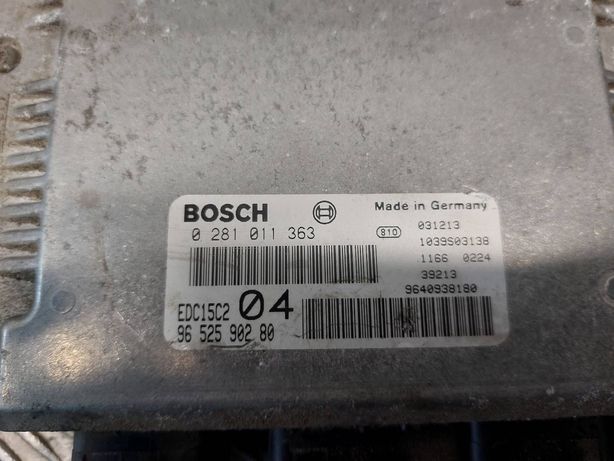 BOSCH
Made in Germany
0 281 011 363
810
031213
1039S03138
1166 0224
39213
9640938180
EDC15C2
04
96 525 902 80